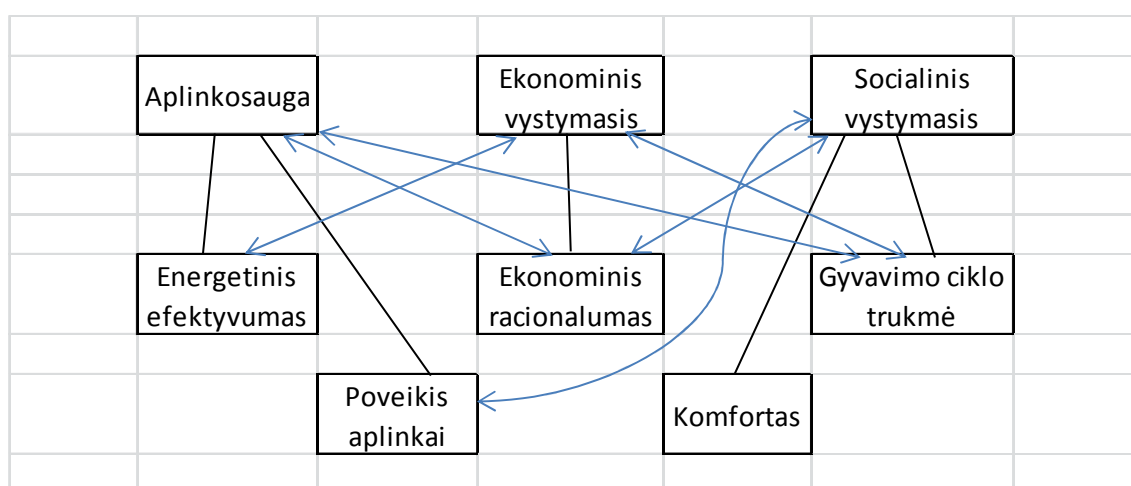 Aplinkosauga
Ekonominis
vystymasis
Socialinis
vystymasis
Energetinis
efektyvumas
Ekonominis
racionalumas
Gyvavimo ciklo
trukmė
Poveikis
aplinkai
Komfortas